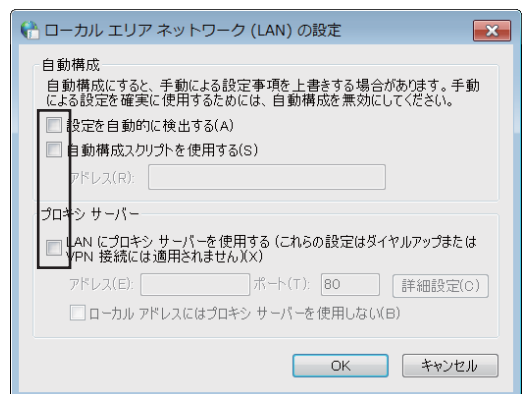 ローカル エリア ネットワーク (LAN) の設定
自動構成
自動構成にすると、手動による設定事項を上書きする場合があります。手動
による設定を確実に使用するためには、自動構成を無効にしてください。
設定を自動的に検出する(A)
自動構成スクリプトを使用する(S)
アドレス(R):
プロキシ サーバー
LAN にプロキシ サーバーを使用する (これらの設定はダイヤルアップまたは
VPN 接続には適用されません)(X)
アドレス(E): ポート(T): 80 詳細設定(C)
ローカル アドレスにはプロキシ サーバーを使用しない(B)
OK キャンセル